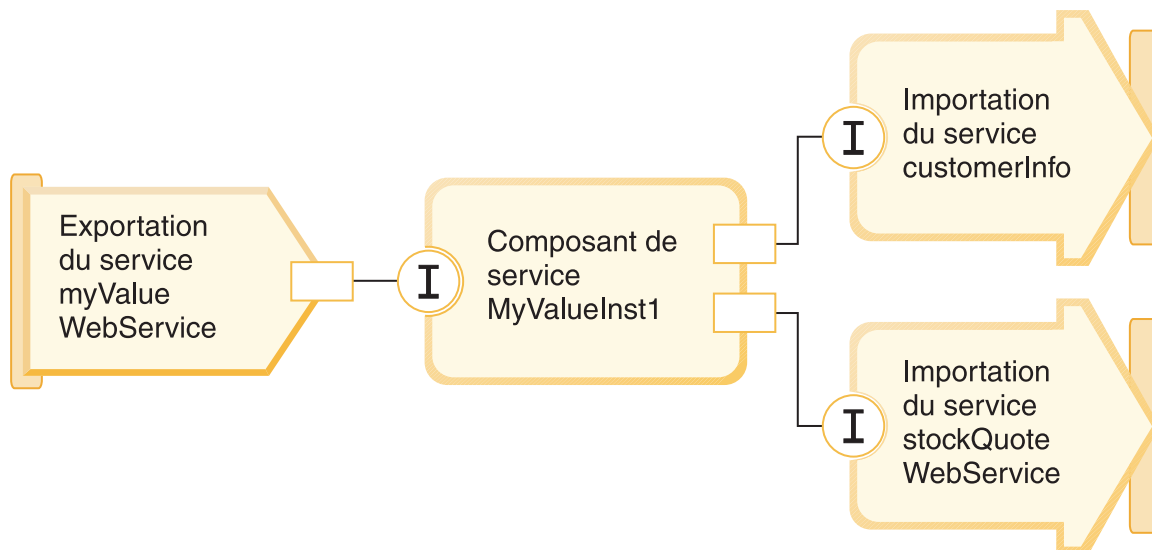 Exportation
du service
myValue
WebService
I
Composant de
service
MyValueInst1
I
Importation
du service
customerInfo
I
Importation
du service
stockQuote
WebService